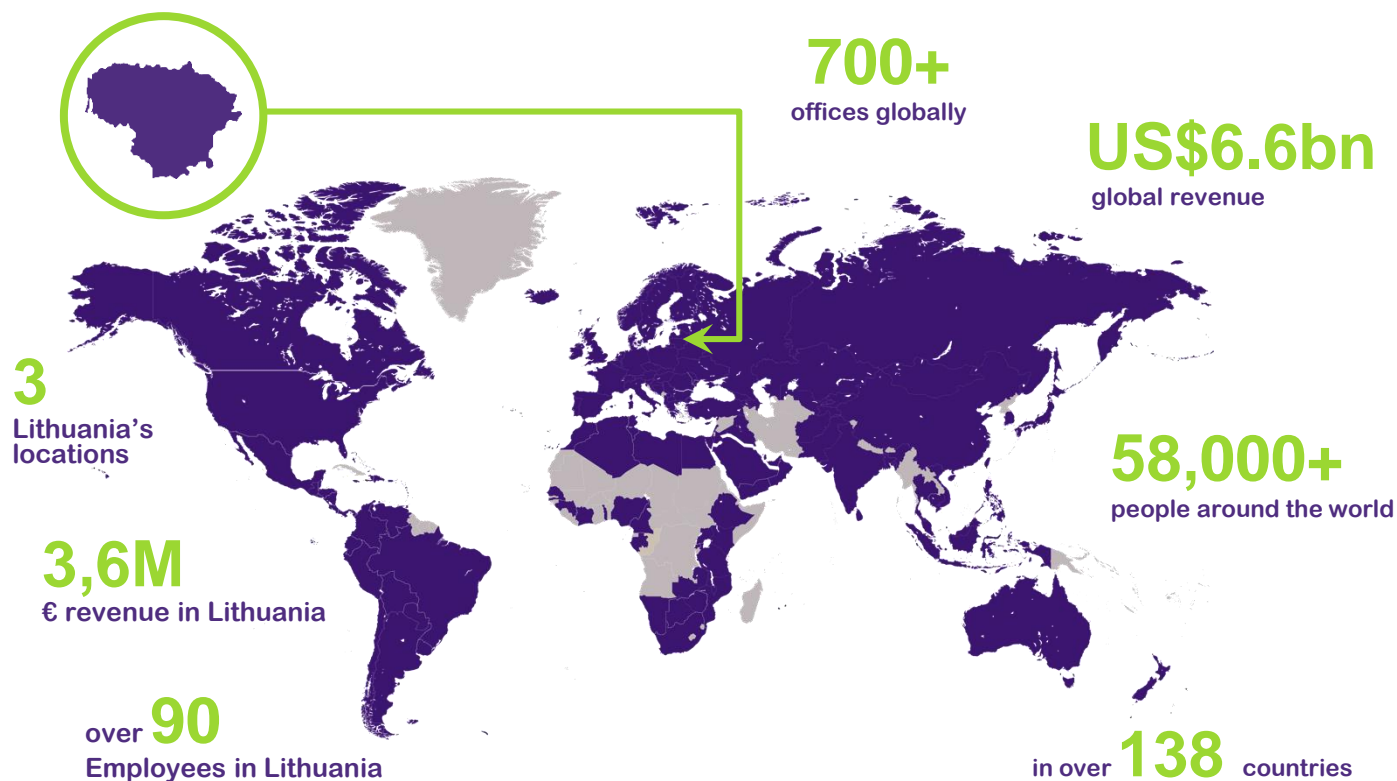 700+
offices globally
US$6.6bn
global revenue
3
Lithuania’s
locations
58,000+
people around the world
3,6M
€ revenue in Lithuania
over 90
Employees in Lithuania
in over 138 countries